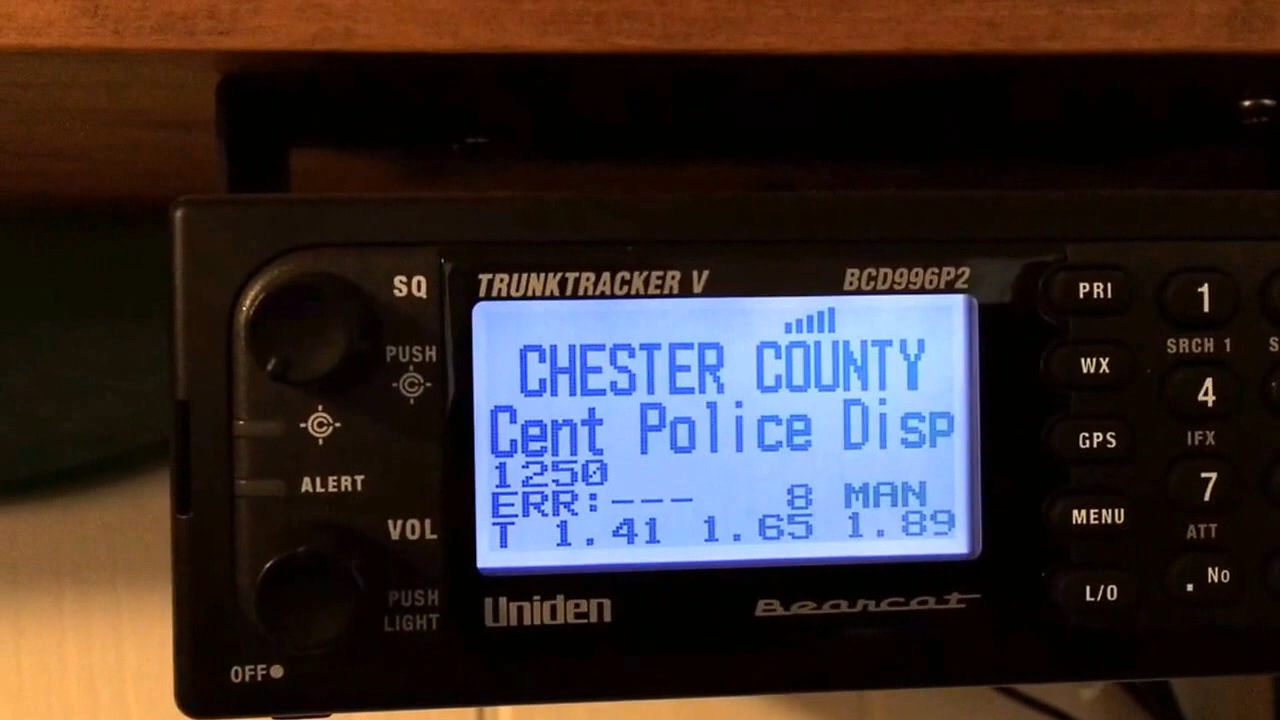 SQ
PUSH
ALERT
VOL
PUSH
LIGHT
OFF
TRUNKTRACKER V
BCD996P2
CHESTER COUNTY
Cent Police Disp
1250
ERR:--- 8 MAN
T 1.41 1.65 1.89
Uniden
Bearcat
PRI
WX
GPS
MENU
L/O
1
SRCH 1
4
IFX
7
ATT
. No
S